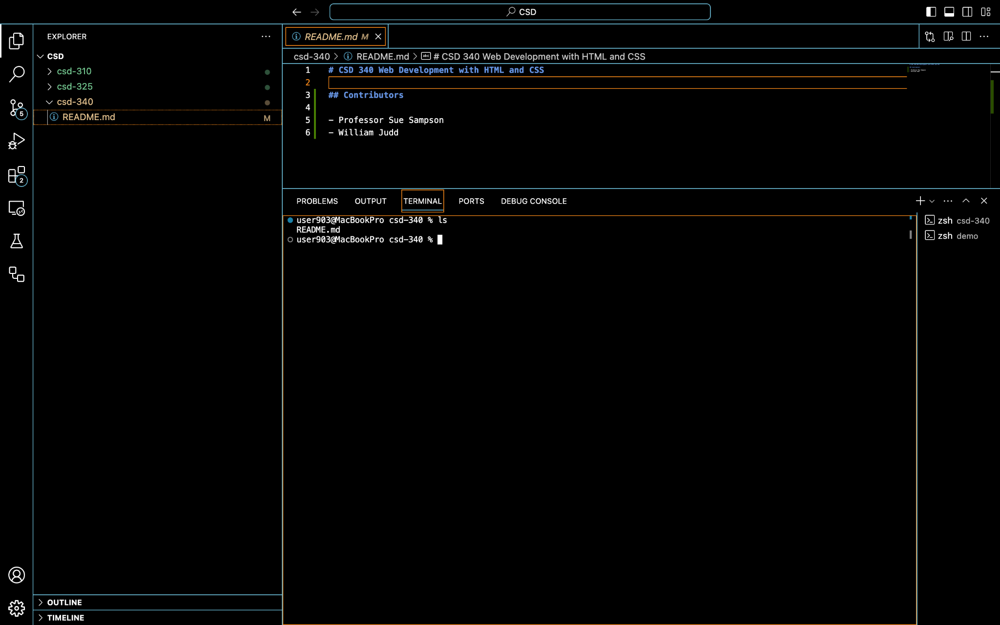 CSD
EXPLORER
CSD
csd-310
csd-325
csd-340
README.md M
5
2
OUTLINE
TIMELINE
README.md M
csd-340 > README.md > # CSD 340 Web Development with HTML and CSS
1 # CSD 340 Web Development with HTML and CSS
2
3 ## Contributors
4
5 - Professor Sue Sampson
6 - William Judd
PROBLEMS OUTPUT TERMINAL PORTS DEBUG CONSOLE
user903@MacBookPro csd-340 % ls
README.md
user903@MacBookPro csd-340 %
zsh csd-340
zsh demo